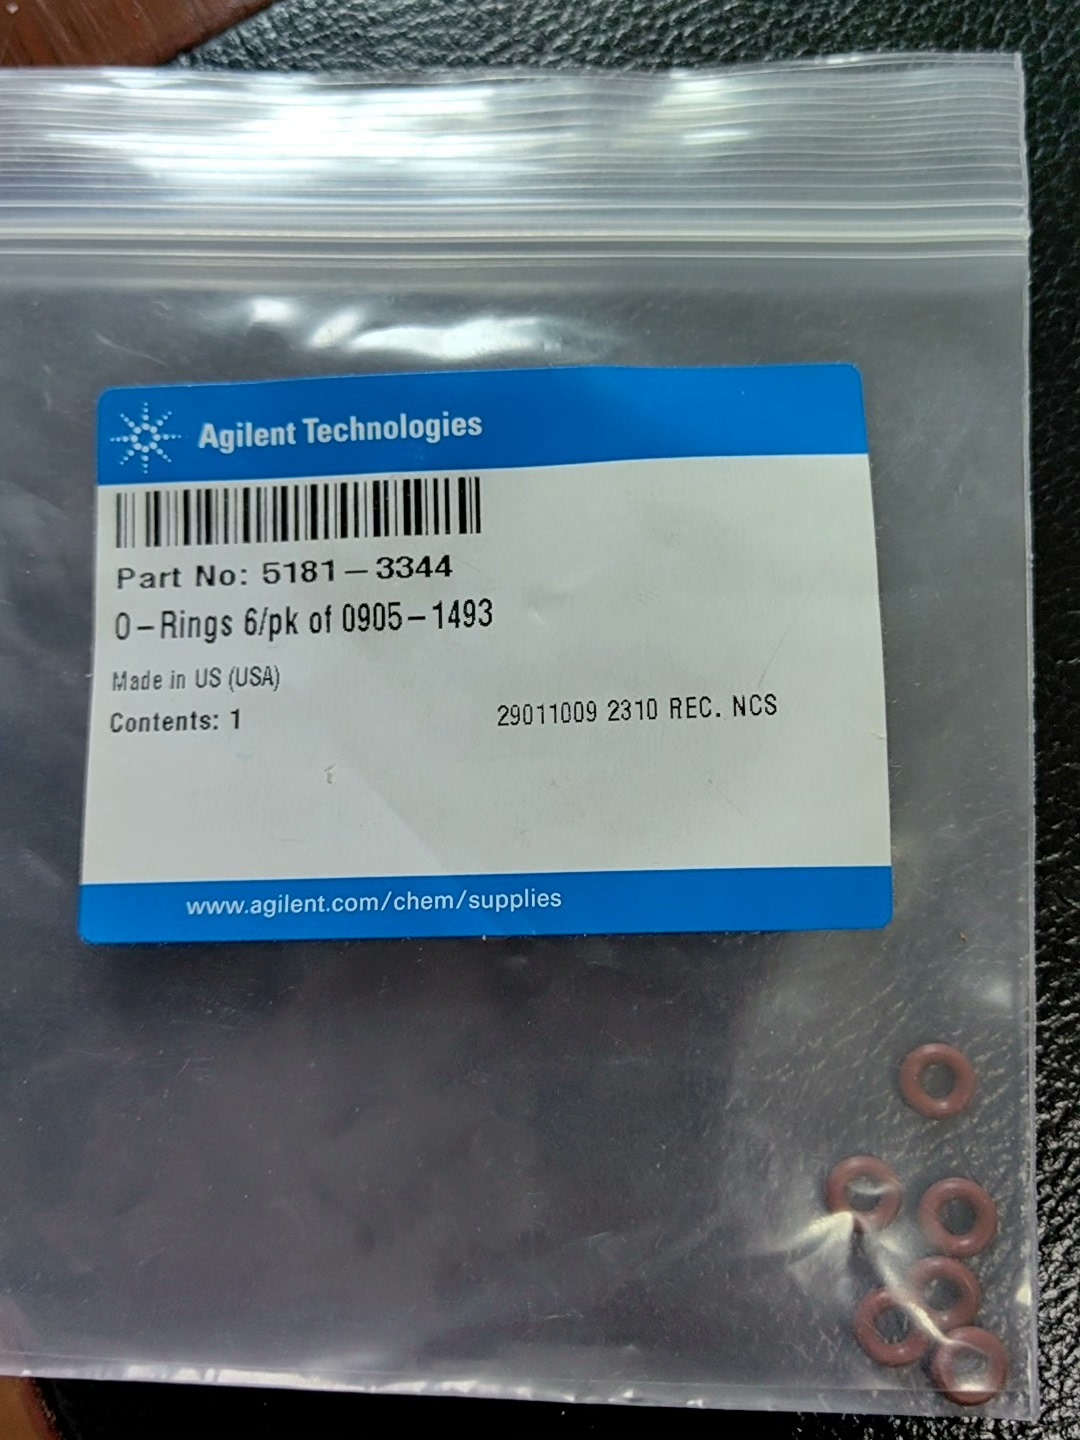 Agilent Technologies
Part No: 5181-3344
O-Rings 6/pk of 0905-1493
Made in US (USA)
Contents: 1
29011009 2310 REC. NCS
www.agilent.com/chem/supplies